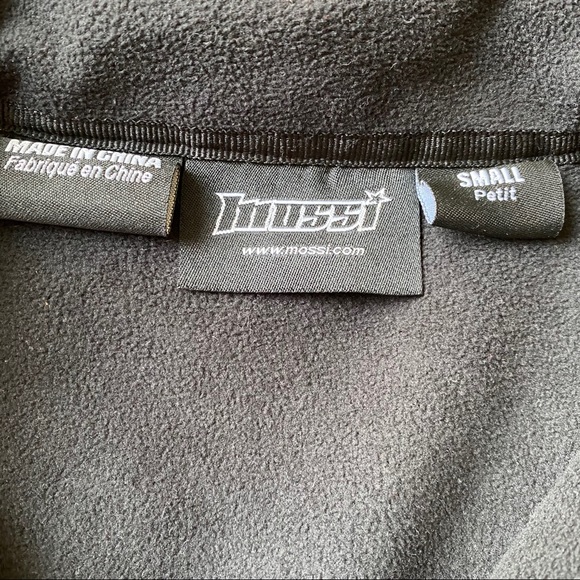 MADE IN CHINA
Fabriqué en Chine
mossi
www.mossi.com
SMALL
Petit